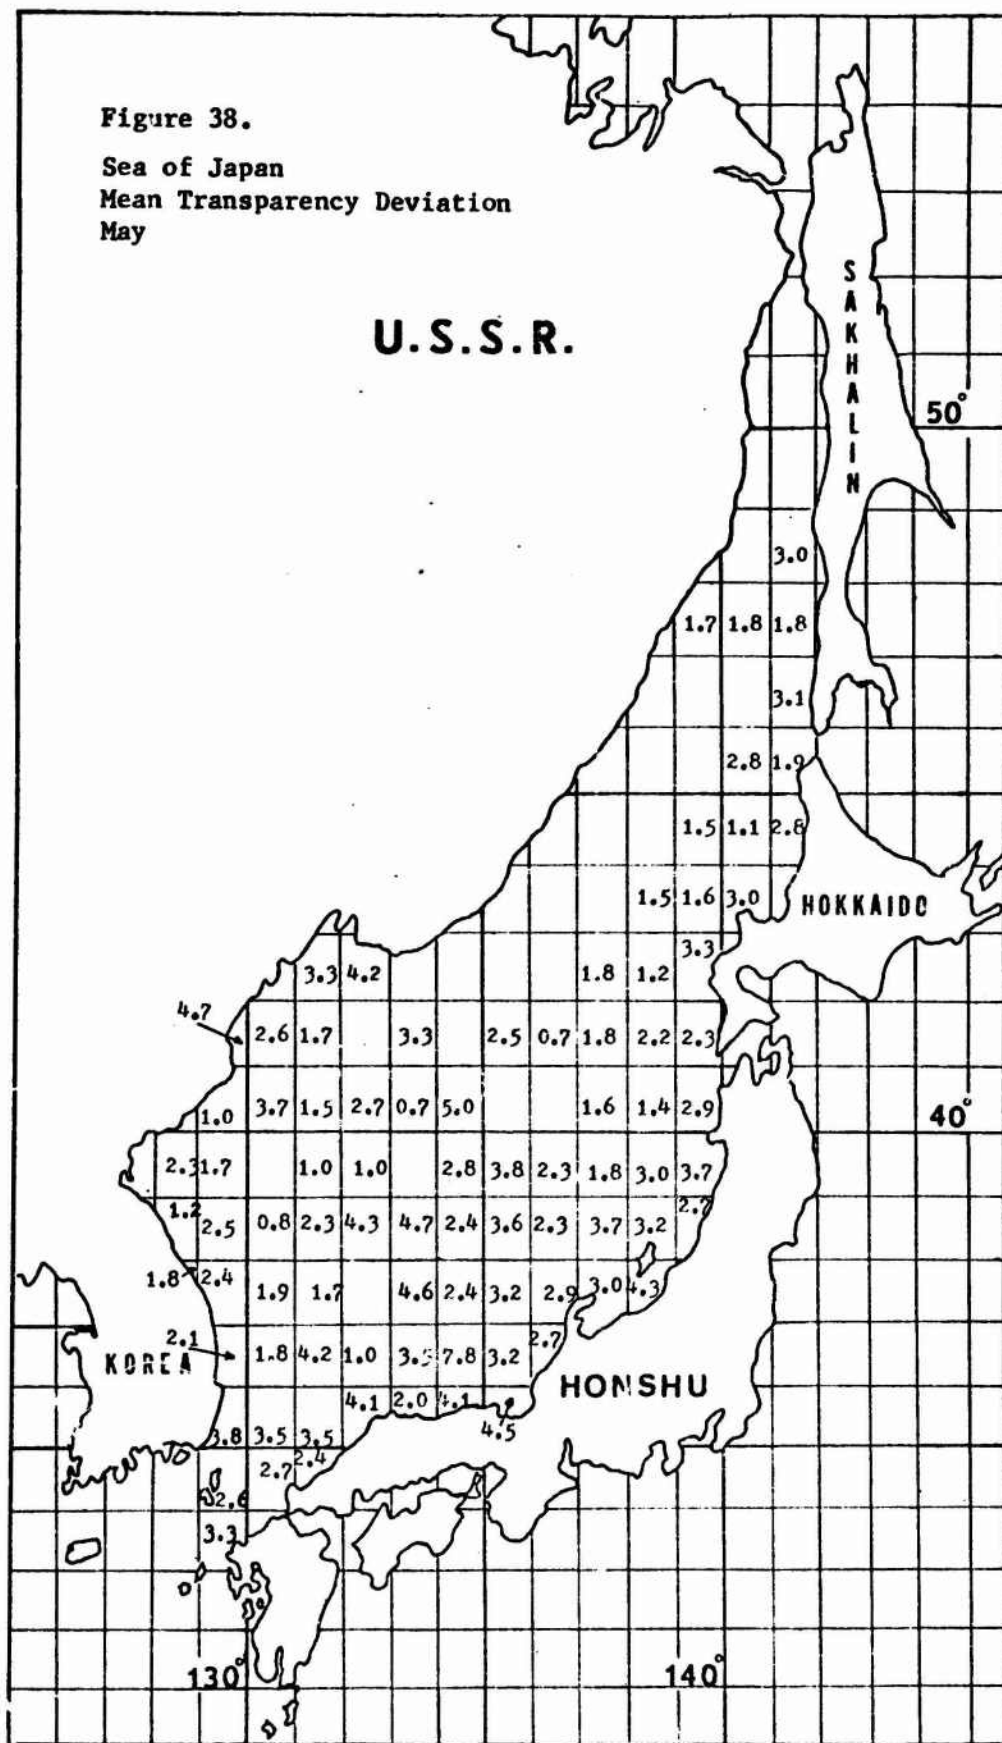 Figure 38.
Sea of Japan
Mean Transparency Deviation
May
U.S.S.R.
SAKHALIN
50°
3.0
1.7 1.8 1.8
3.1
2.8 1.9
1.5 1.1 2.8
1.5 1.6 3.0 HOKKAIDO
3.3
3.3 4.2 1.8 1.2
4.7
2.6 1.7 3.3 2.5 0.7 1.8 2.2 2.3
1.0 3.7 1.5 2.7 0.7 5.0 1.6 1.4 2.9 40°
2.3 1.7 1.0 1.0 2.8 3.8 2.3 1.8 3.0 3.7
2.7
1.2 2.5 0.8 2.3 4.3 4.7 2.4 3.6 2.3 3.7 3.2
1.8 2.4 1.9 1.7 4.6 2.4 3.2 2.9 3.0 4.3
2.7
2.1
KOREA 1.8 4.2 1.0 3.5 7.8 3.2
HONSHU
4.1 2.0 4.1
4.5
3.8 3.5 3.5
2.4
2.7
2.6
3.3
130° 140°